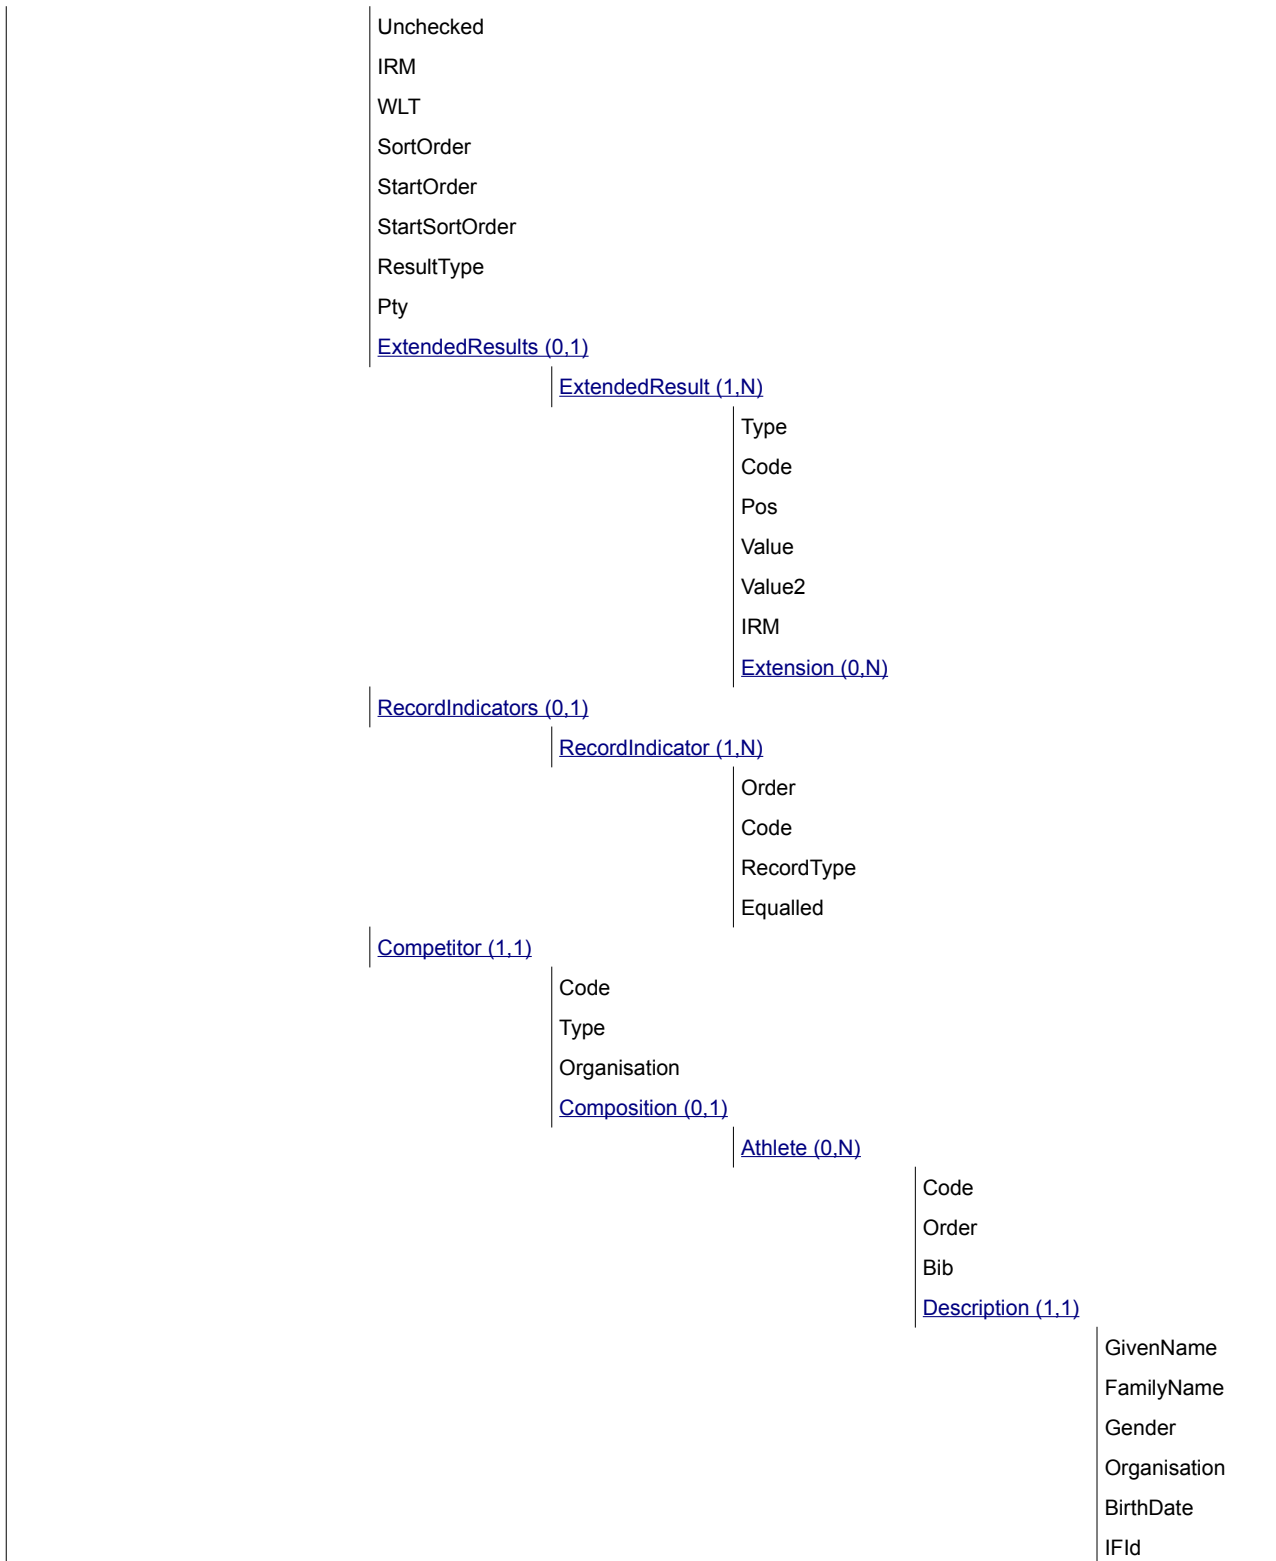 Unchecked
IRM
WLT
SortOrder
StartOrder
StartSortOrder
ResultType
Pty
ExtendedResults (0,1)
ExtendedResult (1,N)
Type
Code
Pos
Value
Value2
IRM
Extension (0,N)
RecordIndicators (0,1)
RecordIndicator (1,N)
Order
Code
RecordType
Equalled
Competitor (1,1)
Code
Type
Organisation
Composition (0,1)
Athlete (0,N)
Code
Order
Bib
Description (1,1)
GivenName
FamilyName
Gender
Organisation
BirthDate
IFId